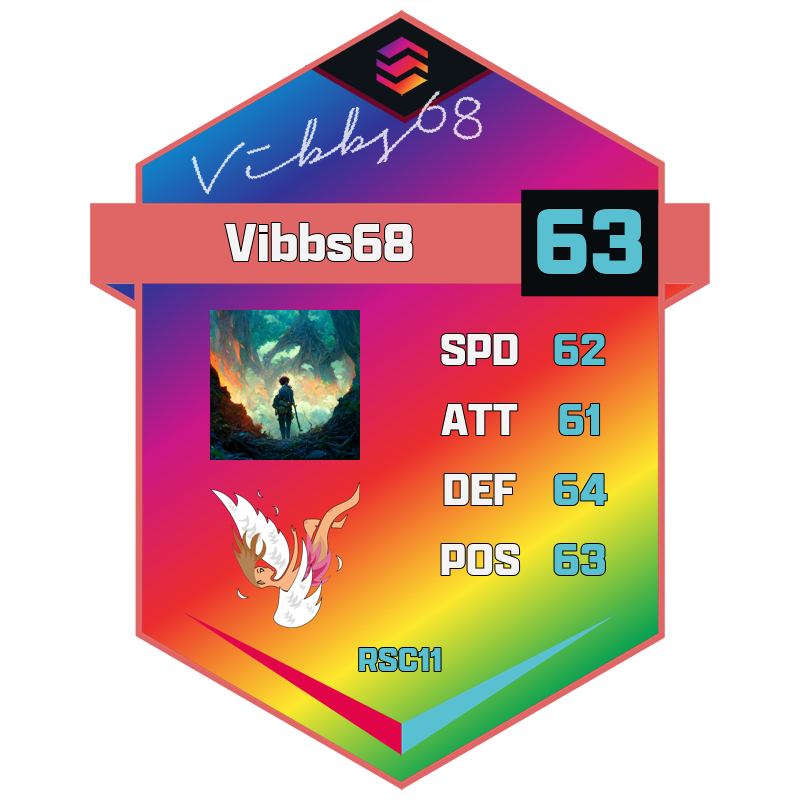 Vibbs68
Vibbs68 63
SPD 62
ATT 61
DEF 64
POS 63
RSC11